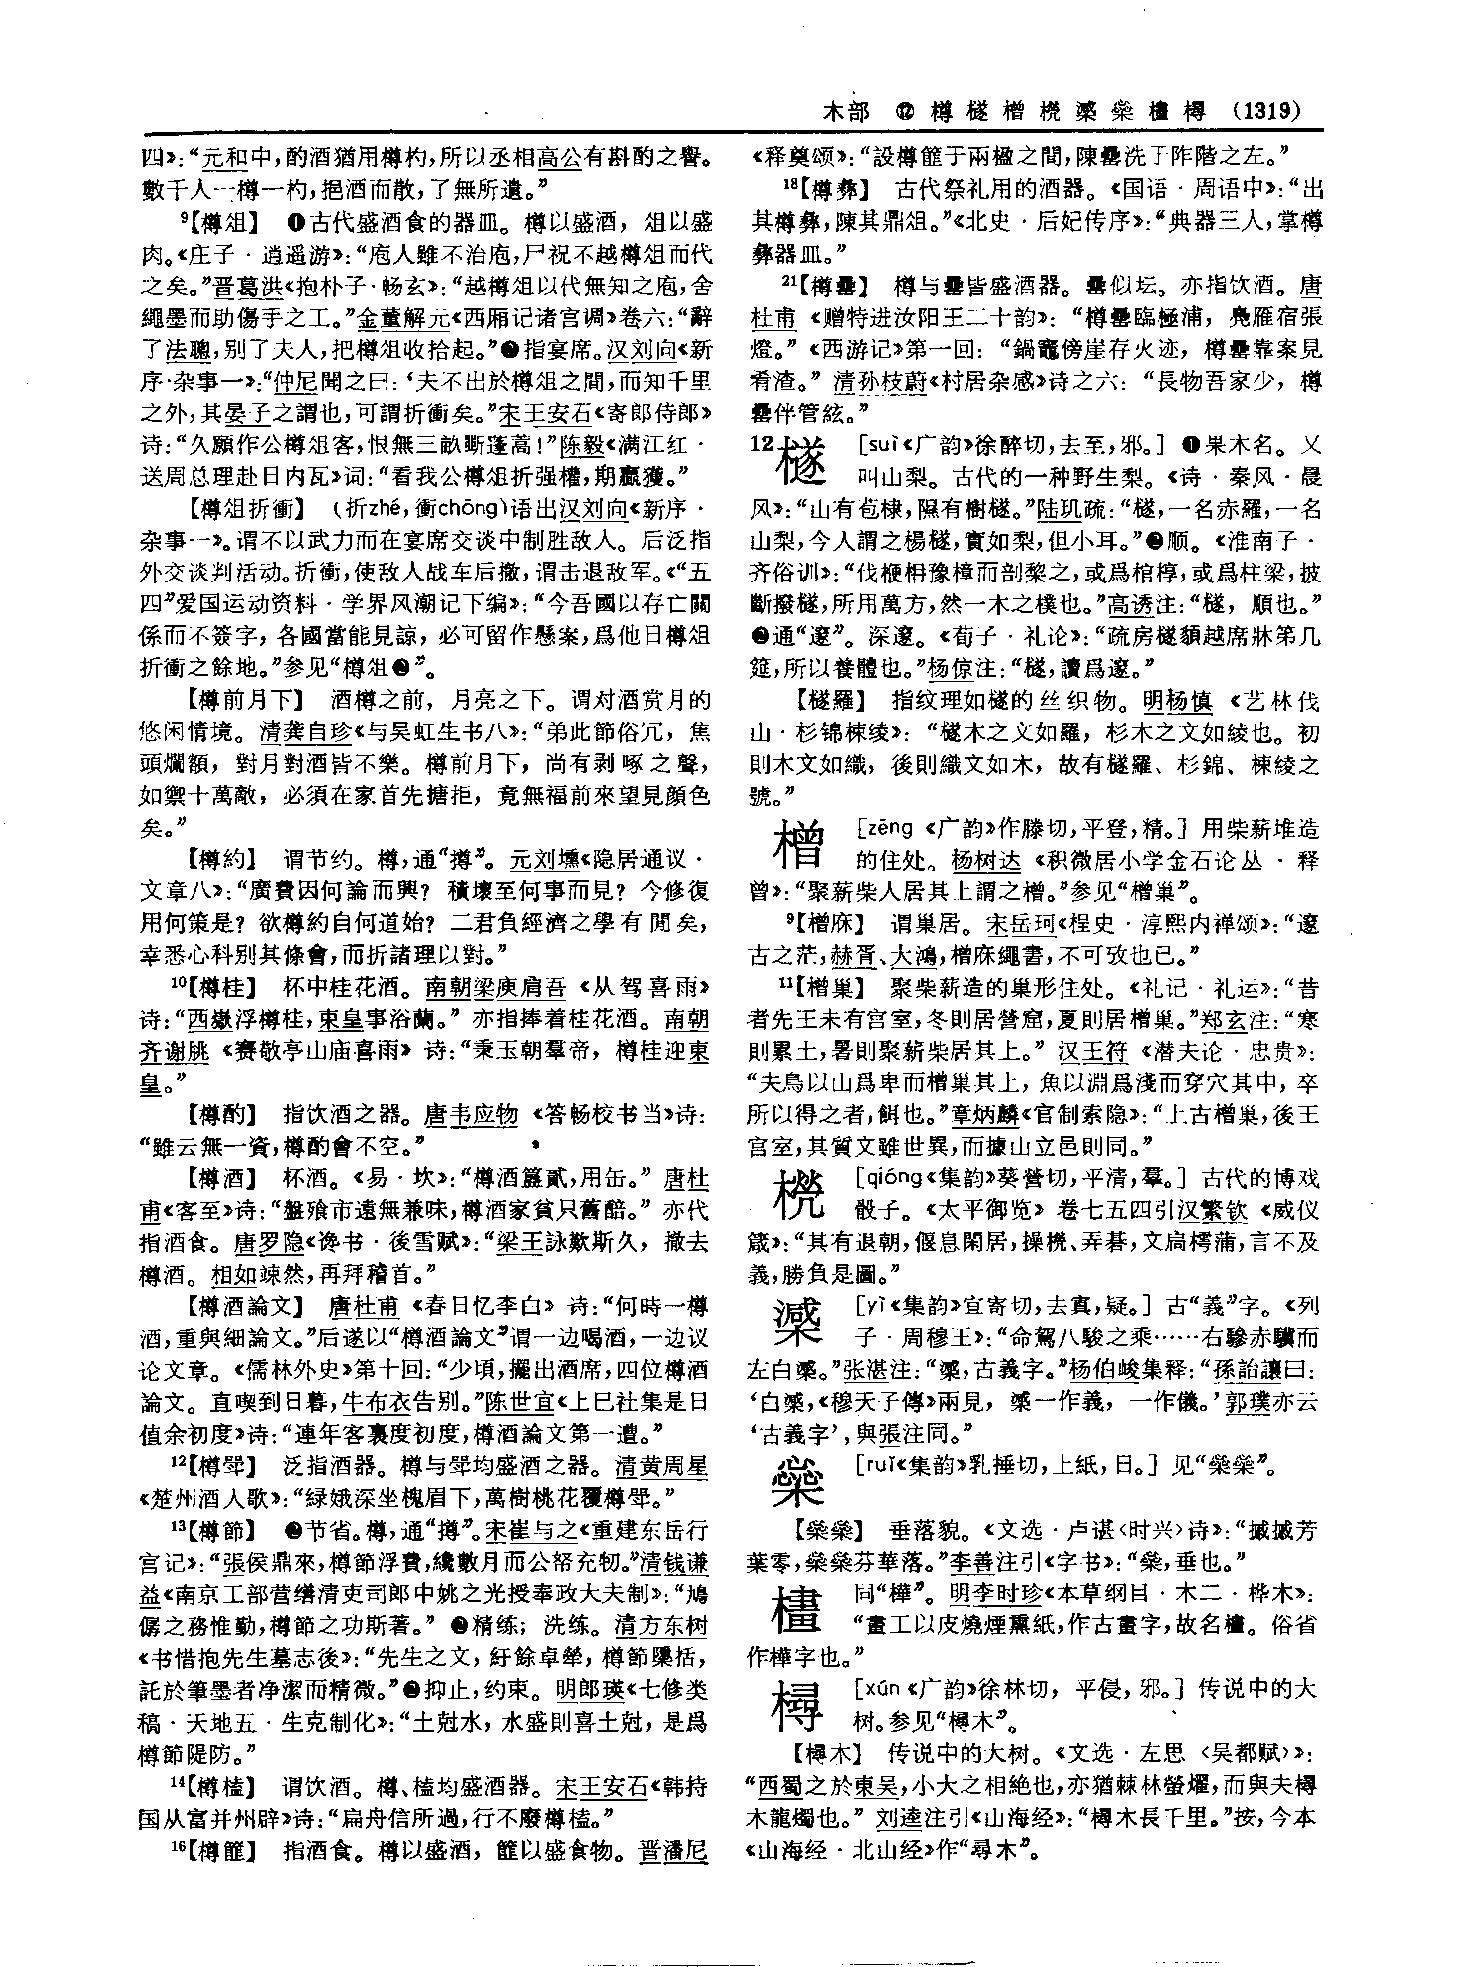 木部 ⑫ 樽 檖 橧 㯳 𣝕 橤 㯉 樳 (1319)
四》：“元和中，酌酒猶用樽杓，所以丞相高公有斟酌之譽。
數千人一樽一杓，挹酒而散，了無所遺。”
9【樽俎】 ❶古代盛酒食的器皿。樽以盛酒，俎以盛
肉。《庄子·逍遥游》：“庖人雖不治庖，尸祝不越樽俎而代
之矣。”晋葛洪《抱朴子·畅玄》：“越樽俎以代無知之庖，舍
繩墨而助傷手之工。”金董解元《西厢记诸宫调》卷六：“辭
了法聰，别了夫人，把樽俎收拾起。”❷指宴席。汉刘向《新
序·杂事一》：“仲尼聞之曰：‘夫不出於樽俎之間，而知千里
之外，其晏子之謂也，可謂折衝矣。”宋王安石《寄郎侍郎》
诗：“久願作公樽俎客，恨無三畝斸蓬蒿！”陈毅《满江红·
送周总理赴日内瓦》词：“看我公樽俎折强權，期贏獲。”
【樽俎折衝】 （折zhé，衝chōng）语出汉刘向《新序·
杂事一》。谓不以武力而在宴席交谈中制胜敌人。后泛指
外交谈判活动。折衝，使敌人战车后撤，谓击退敌军。《“五
四”爱国运动资料·学界风潮记下编》：“今吾國以存亡關
係而不簽字，各國當能見諒，必可留作懸案，爲他日樽俎
折衝之餘地。”参见“樽俎❷”。
【樽前月下】 酒樽之前，月亮之下。谓对酒赏月的
悠闲情境。清龚自珍《与吴虹生书八》：“弟此節俗冗，焦
頭爛額，對月對酒皆不樂。樽前月下，尚有剥啄之聲，
如禦十萬敵，必須在家首先搪拒，竟無福前來望見顔色
矣。”
【樽約】 谓节约。樽，通“撙”。元刘壎《隐居通议·
文章八》：“廣費因何論而興？積壞至何事而見？今修復
用何策是？欲樽約自何道始？二君負經濟之學有聞矣，
幸悉心科别其條會，而折諸理以對。”
10【樽桂】 杯中桂花酒。南朝梁庾肩吾《从驾喜雨》
诗：“西嶽浮樽桂，東皇事浴蘭。”亦指捧着桂花酒。南朝
齐谢朓《赛敬亭山庙喜雨》诗：“秉玉朝羣帝，樽桂迎東
皇。”
【樽酌】 指饮酒之器。唐韦应物《答畅校书当》诗：
“雖云無一資，樽酌會不空。”
【樽酒】 杯酒。《易·坎》：“樽酒簋貳，用缶。”唐杜
甫《客至》诗：“盤飧市遠無兼味，樽酒家貧只舊醅。”亦代
指酒食。唐罗隐《谗书·後雪赋》：“梁王詠歎斯久，撤去
樽酒。相如竦然，再拜稽首。”
【樽酒論文】 唐杜甫《春日忆李白》诗：“何時一樽
酒，重與細論文。”后遂以“樽酒論文”谓一边喝酒，一边议
论文章。《儒林外史》第十回：“少頃，擺出酒席，四位樽酒
論文。直喫到日暮，牛布衣告别。”陈世宜《上巳社集是日
值余初度》诗：“連年客裏度初度，樽酒論文第一遭。”
12【樽斝】 泛指酒器。樽与斝均盛酒之器。清黄周星
《楚州酒人歌》：“緑娥深坐槐眉下，萬樹桃花覆樽斝。”
13【樽節】 ❶节省。樽，通“撙”。宋崔与之《重建东岳行
宫记》：“張侯鼎來，樽節浮費，纔數月而公帑充牣。”清钱谦
益《南京工部营缮清吏司郎中姚之光授奉政大夫制》：“鳩
僝之務惟勤，樽節之功斯著。”❷精练；洗练。清方东树
《书惜抱先生墓志後》：“先生之文，紆餘卓犖，樽節檃括，
託於筆墨者净潔而精微。”❸抑止，约束。明郎瑛《七修类
稿·天地五·生克制化》：“土尅水，水盛則喜土尅，是爲
樽節隄防。”
14【樽榼】 谓饮酒。樽、榼均盛酒器。宋王安石《韩持
国从富并州辟》诗：“扁舟信所過，行不廢樽榼。”
16【樽篚】 指酒食。樽以盛酒，篚以盛食物。晋潘尼
《释奠颂》：“設樽篚于兩楹之間，陳罍洗于阼階之左。”
18【樽彝】 古代祭礼用的酒器。《国语·周语中》：“出
其樽彝，陳其鼎俎。”《北史·后妃传序》：“典器三人，掌樽
彝器皿。”
21【樽罍】 樽与罍皆盛酒器。罍似坛。亦指饮酒。唐
杜甫《赠特进汝阳王二十韵》：“樽罍臨極浦，鳧雁宿張
燈。”《西游记》第一回：“鍋竈傍崖存火迹，樽罍靠案見
肴渣。”清孙枝蔚《村居杂感》诗之六：“長物吾家少，樽
罍伴管絃。”
12檖 ［suì《广韵》徐醉切，去至，邪。］❶果木名。又
叫山梨。古代的一种野生梨。《诗·秦风·晨
风》：“山有苞棣，隰有樹檖。”陆玑疏：“檖，一名赤羅，一名
山梨，今人謂之楊檖，實如梨，但小耳。”❷顺。《淮南子·
齐俗训》：“伐楩枏豫樟而剖棃之，或爲棺椁，或爲柱梁，披
斷撥檖，所用萬方，然一木之樸也。”高诱注：“檖，順也。”
❸通“邃”。深邃。《荀子·礼论》：“疏房檖䫉越席牀笫几
筵，所以養體也。”杨倞注：“檖，讀爲邃。”
【檖羅】 指纹理如檖的丝织物。明杨慎《艺林伐
山·杉锦楝绫》：“檖木之文如羅，杉木之文如綾也。初
則木文如織，後則織文如木，故有檖羅、杉錦、楝綾之
號。”
橧 ［zēng《广韵》作滕切，平登，精。］用柴薪堆造
的住处。杨树达《积微居小学金石论丛·释
曾》：“聚薪柴人居其上謂之橧。”参见“橧巢”。
9【橧庥】 谓巢居。宋岳珂《桯史·淳熙内禅颂》：“邃
古之茫，赫胥、大鴻，橧庥繩書，不可攷也已。”
11【橧巢】 聚柴薪造的巢形住处。《礼记·礼运》：“昔
者先王未有宫室，冬則居營窟，夏則居橧巢。”郑玄注：“寒
則累土，暑則聚薪柴居其上。”汉王符《潜夫论·忠贵》：
“夫鳥以山爲卑而橧巢其上，魚以淵爲淺而穿穴其中，卒
所以得之者，餌也。”章炳麟《官制索隐》：“上古橧巢，後王
宫室，其質文雖世異，而據山立邑則同。”
㯳 ［qióng《集韵》葵營切，平清，羣。］古代的博戏
骰子。《太平御览》卷七五四引汉繁钦《威仪
箴》：“其有退朝，偃息閑居，操㯳、弄碁，文扃樗蒲，言不及
義，勝負是圖。”
𣝕 ［yì《集韵》宜寄切，去寘，疑。］古“義”字。《列
子·周穆王》：“命駕八駿之乘……右驂赤驥而
左白𣝕。”张湛注：“𣝕，古義字。”杨伯峻集释：“孫詒讓曰：
‘白𣝕，《穆天子傳》兩見，𣝕一作義，一作儀。’郭璞亦云
‘古義字’，與張注同。”
橤 ［ruǐ《集韵》乳捶切，上紙，日。］见“橤橤”。
【橤橤】 垂落貌。《文选·卢谌〈时兴〉诗》：“摵摵芳
葉零，橤橤芬華落。”李善注引《字书》：“橤，垂也。”
㯉 同“樺”。明李时珍《本草纲目·木二·桦木》：
“畫工以皮燒煙熏紙，作古畫字，故名㯉。俗省
作樺字也。”
樳 ［xún《广韵》徐林切，平侵，邪。］传说中的大
树。参见“樳木”。
【樳木】 传说中的大树。《文选·左思〈吴都赋〉》：
“西蜀之於東吴，小大之相絶也，亦猶棘林螢燿，而與夫樳
木龍燭也。”刘逵注引《山海经》：“樳木長千里。”按，今本
《山海经·北山经》作“尋木”。